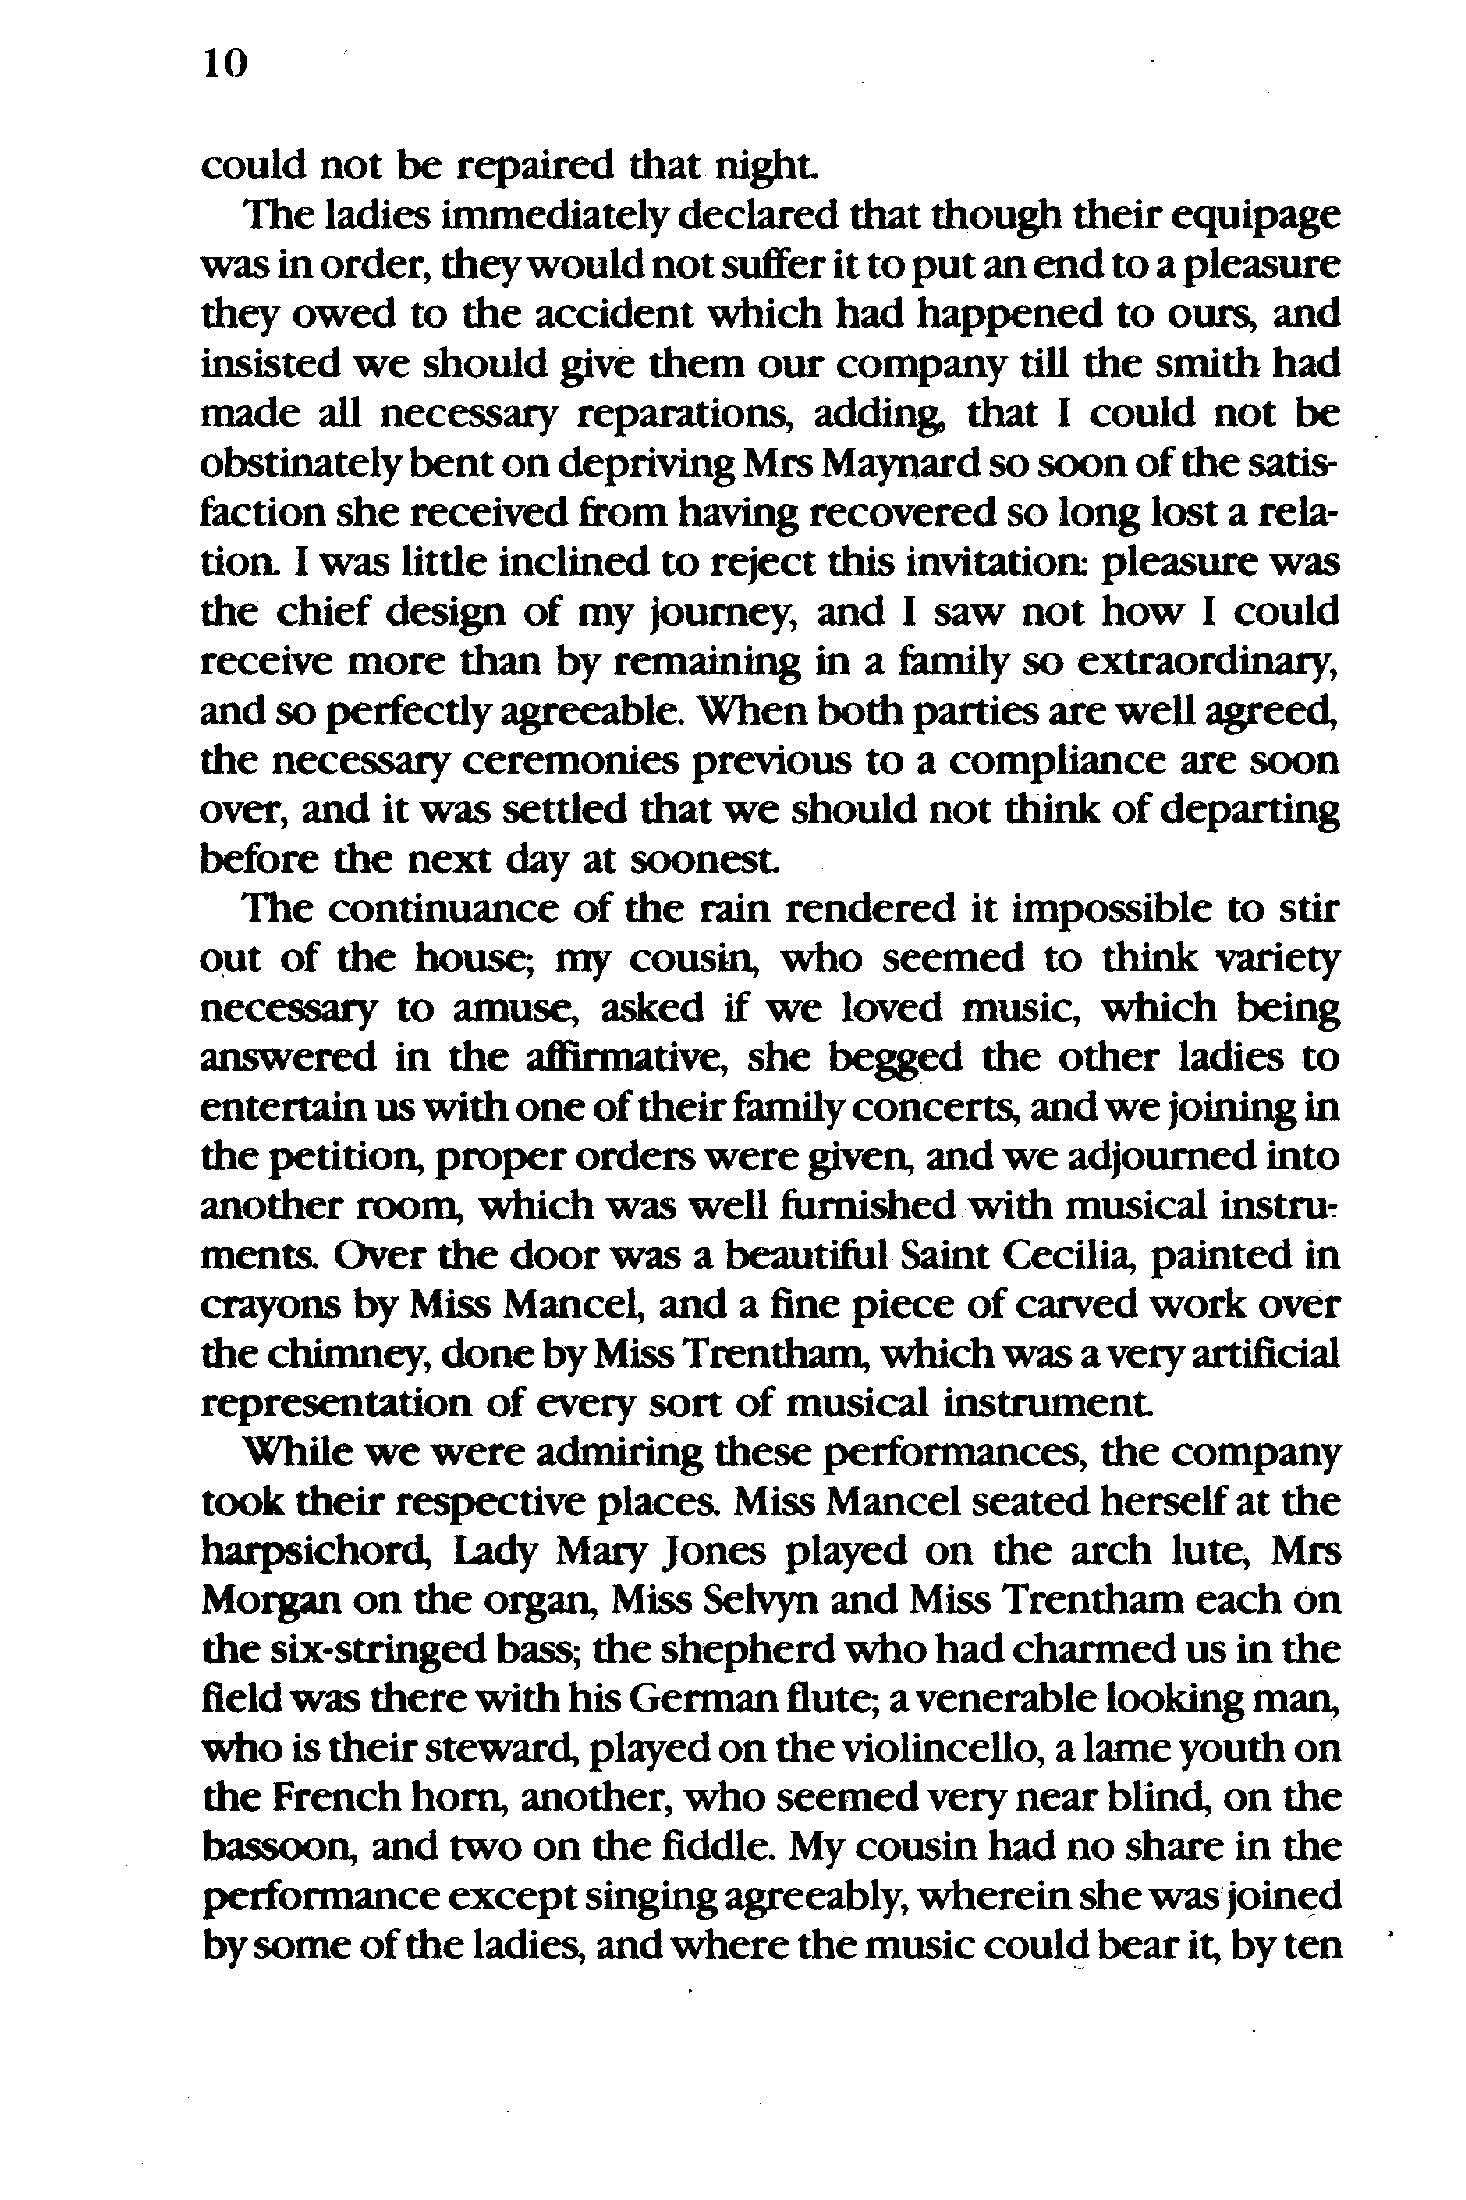 10
could not be repaired that night.
The ladies immediately declared that though their equipage
was in order, they would not suffer it to put an end to a pleasure
they owed to the accident which had happened to ours, and
insisted we should give them our company till the smith had
made all necessary reparations, adding, that I could not be
obstinately bent on depriving Mrs Maynard so soon of the satis-
faction she received from having recovered so long lost a rela-
tion. I was little inclined to reject this invitation: pleasure was
the chief design of my journey, and I saw not how I could
receive more than by remaining in a family so extraordinary,
and so perfectly agreeable. When both parties are well agreed,
the necessary ceremonies previous to a compliance are soon
over, and it was settled that we should not think of departing
before the next day at soonest.
The continuance of the rain rendered it impossible to stir
out of the house; my cousin, who seemed to think variety
necessary to amuse, asked if we loved music, which being
answered in the affirmative, she begged the other ladies to
entertain us with one of their family concerts, and we joining in
the petition, proper orders were given, and we adjourned into
another room, which was well furnished with musical instru-
ments. Over the door was a beautiful Saint Cecilia, painted in
crayons by Miss Mancel, and a fine piece of carved work over
the chimney, done by Miss Trentham, which was a very artificial
representation of every sort of musical instrument.
While we were admiring these performances, the company
took their respective places. Miss Mancel seated herself at the
harpsichord, Lady Mary Jones played on the arch lute, Mrs
Morgan on the organ, Miss Selvyn and Miss Trentham each on
the six-stringed bass; the shepherd who had charmed us in the
field was there with his German flute; a venerable looking man,
who is their steward, played on the violincello, a lame youth on
the French horn, another, who seemed very near blind, on the
bassoon, and two on the fiddle. My cousin had no share in the
performance except singing agreeably, wherein she was joined
by some of the ladies, and where the music could bear it, by ten